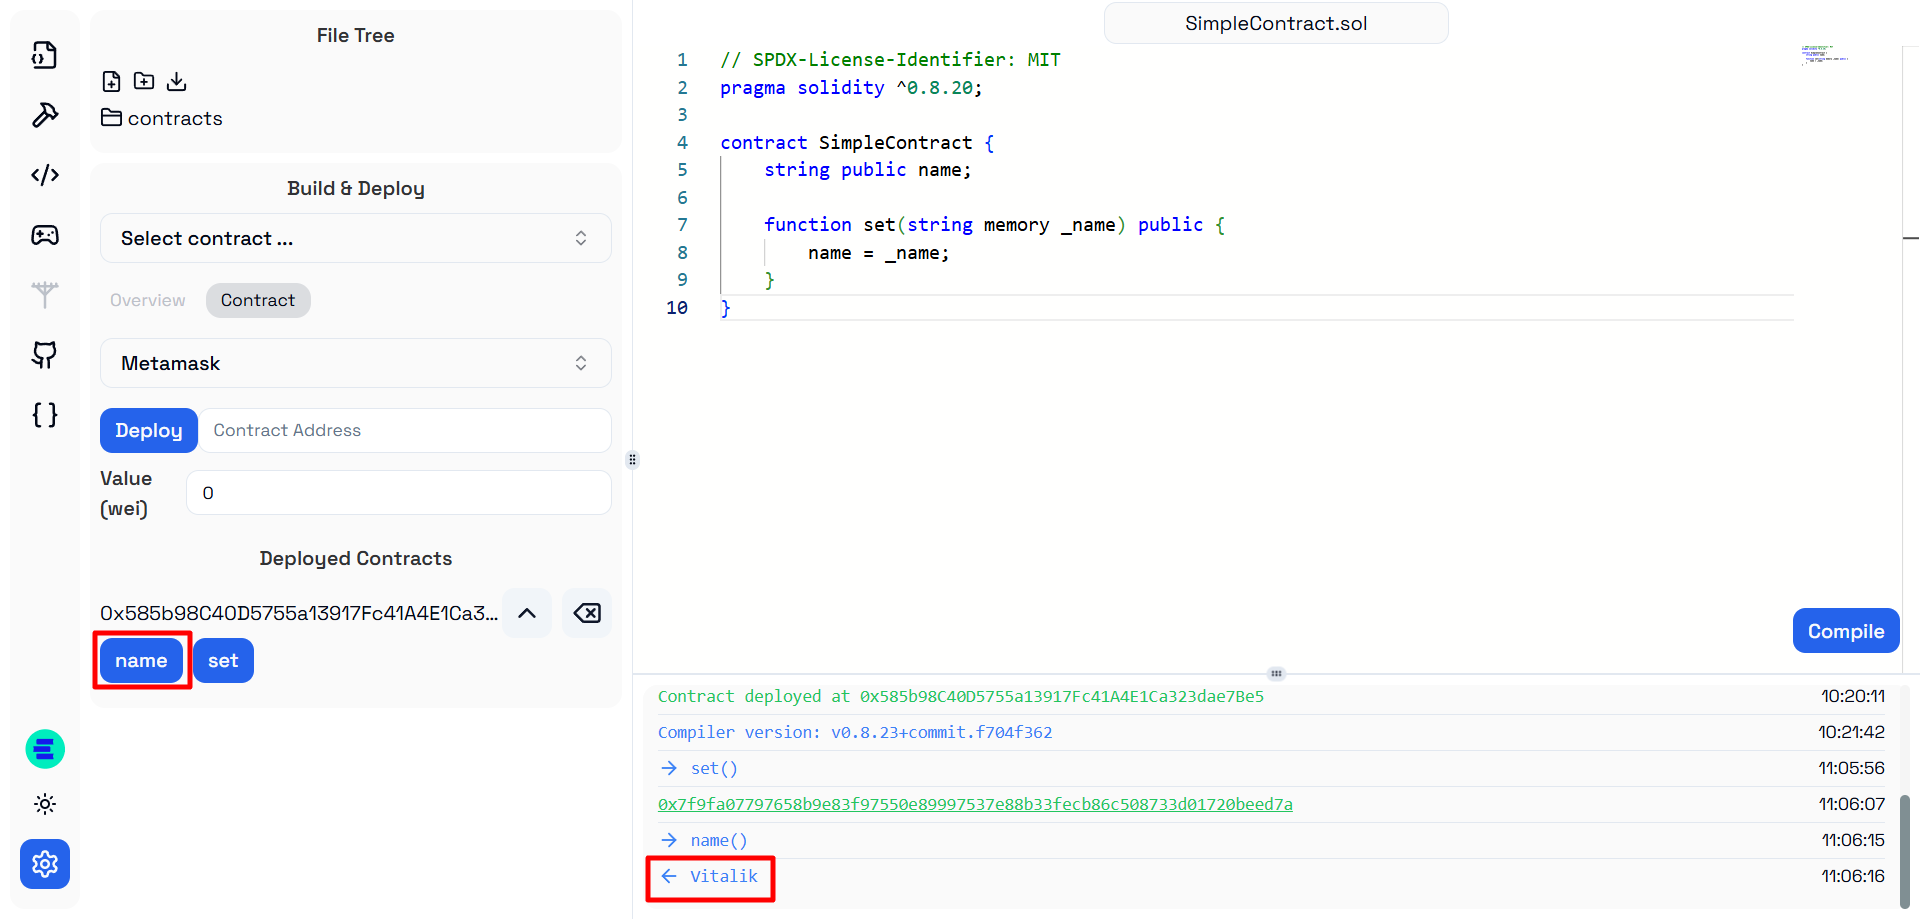 File Tree
contracts
Build & Deploy
Select contract ...
Overview
Contract
Metamask
Deploy
Contract Address
Value
(wei)
0
Deployed Contracts
0x585b98C40D5755a13917Fc41A4E1Ca3...
name
set
SimpleContract.sol
1 // SPDX-License-Identifier: MIT
2 pragma solidity ^0.8.20;
3
4 contract SimpleContract {
5 string public name;
6
7 function set(string memory _name) public {
8 name = _name;
9 }
10 }
Compile
Contract deployed at 0x585b98C40D5755a13917Fc41A4E1Ca323dae7Be5 10:20:11
Compiler version: v0.8.23+commit.f704f362 10:21:42
→ set() 11:05:56
0x7f9fa07797658b9e83f97550e89997537e88b33fecb86c508733d01720beed7a 11:06:07
→ name() 11:06:15
← Vitalik 11:06:16